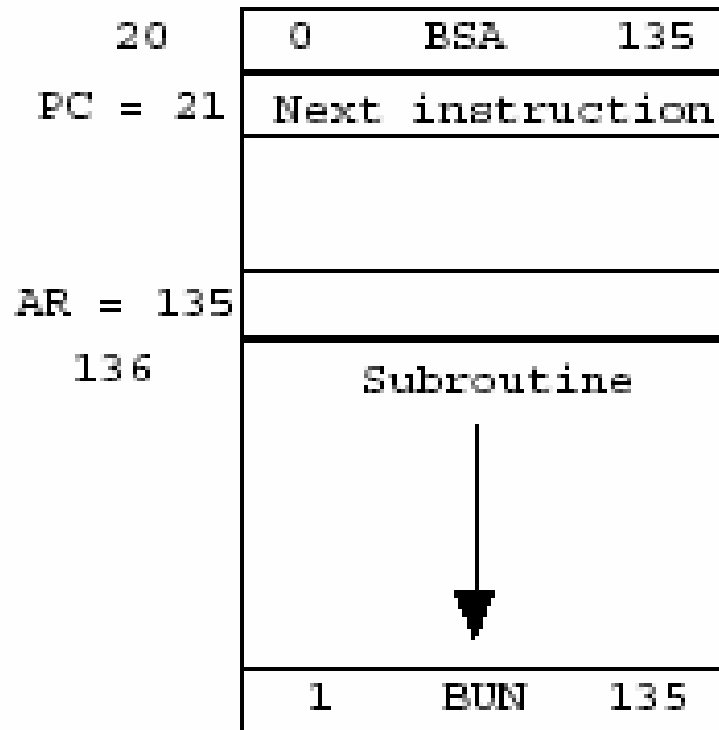 20 0 BSA 135
PC = 21 Next instruction
AR = 135
136 Subroutine
1 BUN 135